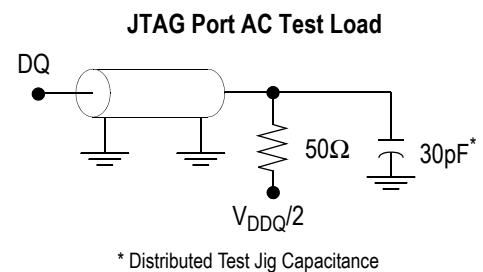 JTAG Port AC Test Load
DQ
50Ω
30pF*
VDDQ/2
* Distributed Test Jig Capacitance